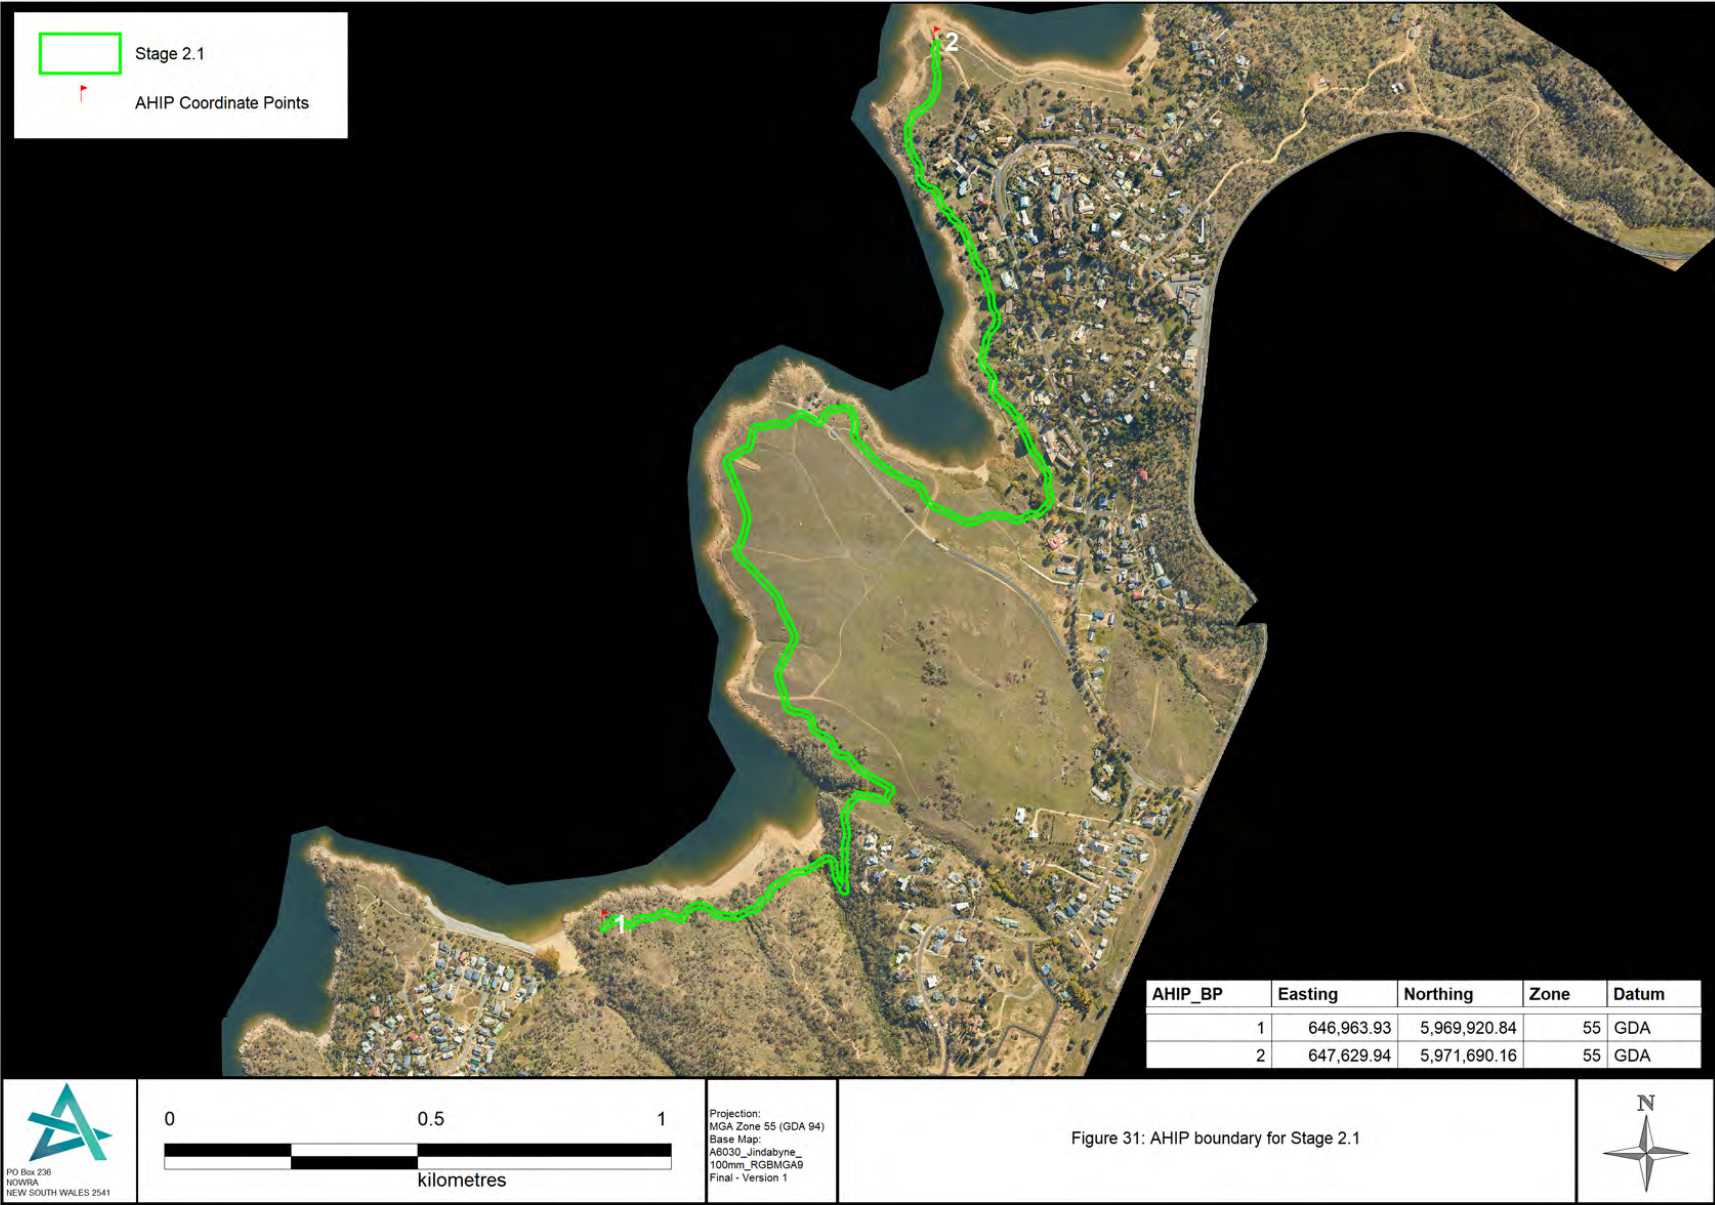 Stage 2.1
AHIP Coordinate Points
2
1
AHIP_BP Easting Northing Zone Datum
1 646,963.93 5,969,920.84 55 GDA
2 647,629.94 5,971,690.16 55 GDA
PO Box 236
NOWRA
NEW SOUTH WALES 2541
0 0.5 1
kilometres
Projection:
MGA Zone 55 (GDA 94)
Base Map:
A6030_Jindabyne_
100mm_RGBMGA9
Final - Version 1
Figure 31: AHIP boundary for Stage 2.1
N